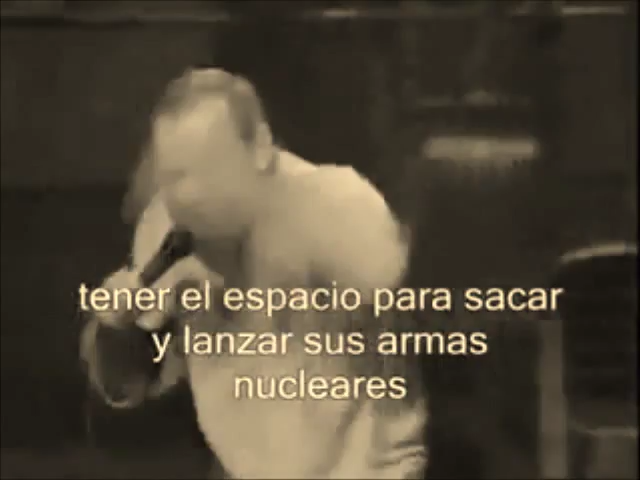 tener el espacio para sacar
y lanzar sus armas
nucleares